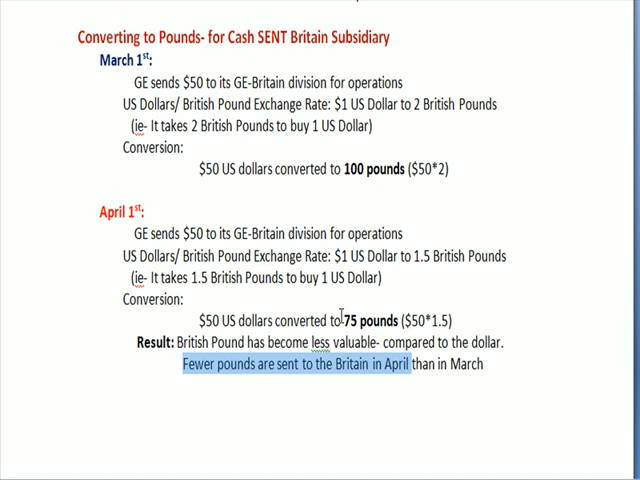 Converting to Pounds- for Cash SENT Britain Subsidiary
March 1st:
GE sends $50 to its GE-Britain division for operations
US Dollars/ British Pound Exchange Rate: $1 US Dollar to 2 British Pounds
(ie- It takes 2 British Pounds to buy 1 US Dollar)
Conversion:
$50 US dollars converted to 100 pounds ($50*2)
April 1st:
GE sends $50 to its GE-Britain division for operations
US Dollars/ British Pound Exchange Rate: $1 US Dollar to 1.5 British Pounds
(ie- It takes 1.5 British Pounds to buy 1 US Dollar)
Conversion:
$50 US dollars converted to 75 pounds ($50*1.5)
Result: British Pound has become less valuable- compared to the dollar.
Fewer pounds are sent to the Britain in April than in March